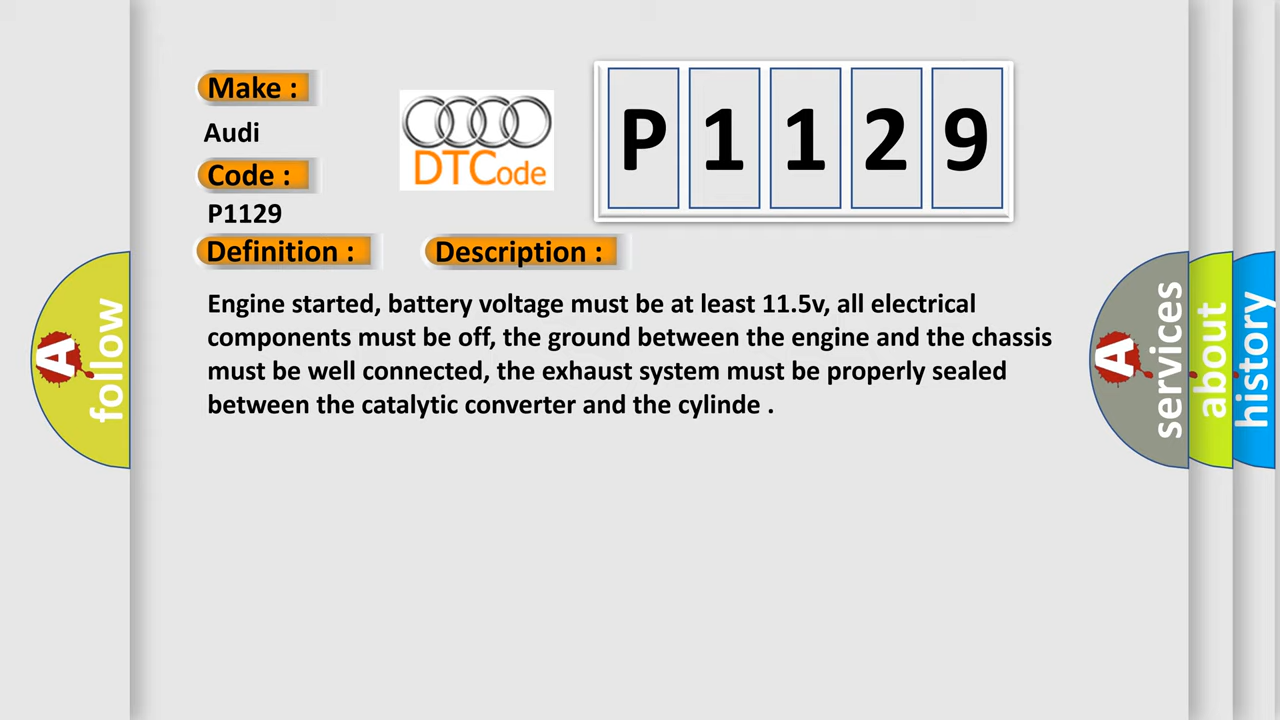 Make :
Audi
Code :
P1129
DTCode
P 1 1 2 9
Definition :
Description :
Engine started, battery voltage must be at least 11.5v, all electrical
components must be off, the ground between the engine and the chassis
must be well connected, the exhaust system must be properly sealed
between the catalytic converter and the cylinde .
A
follow
A
services
about
history